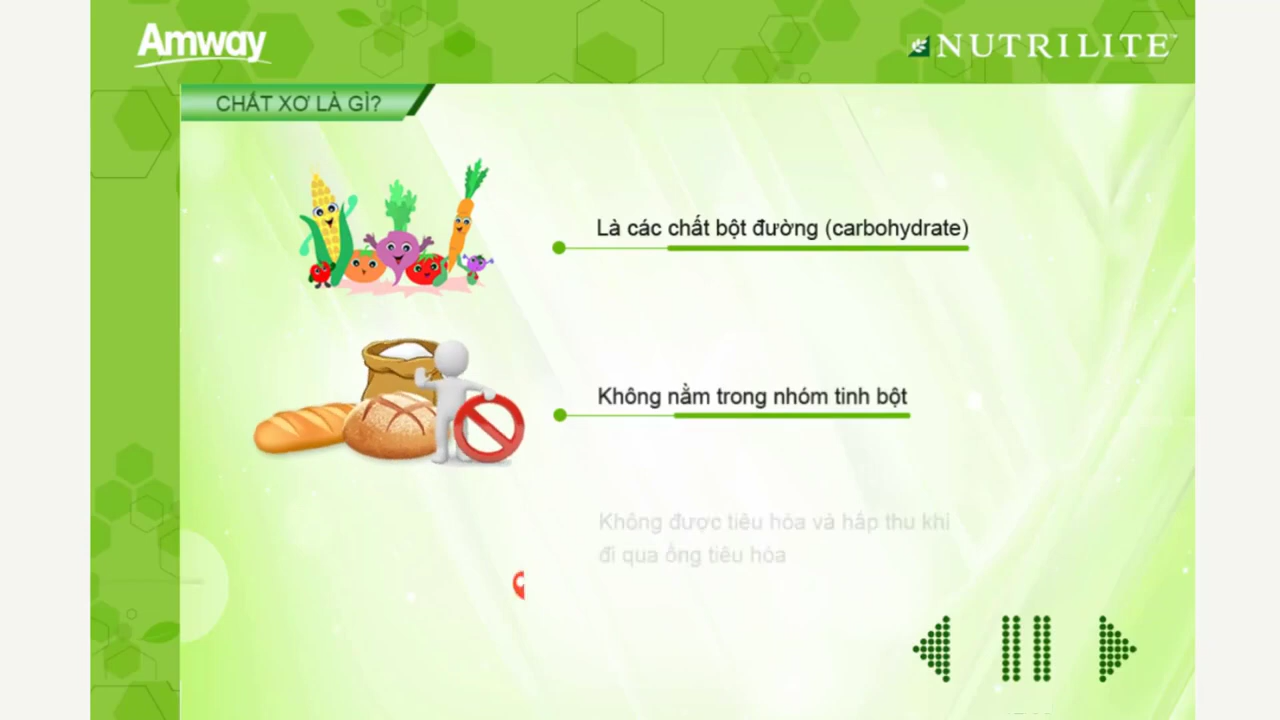 Amway
NUTRILITE™
CHẤT XƠ LÀ GÌ?
Là các chất bột đường (carbohydrate)
Không nằm trong nhóm tinh bột
Không được tiêu hóa và hấp thu khi
đi qua ống tiêu hóa